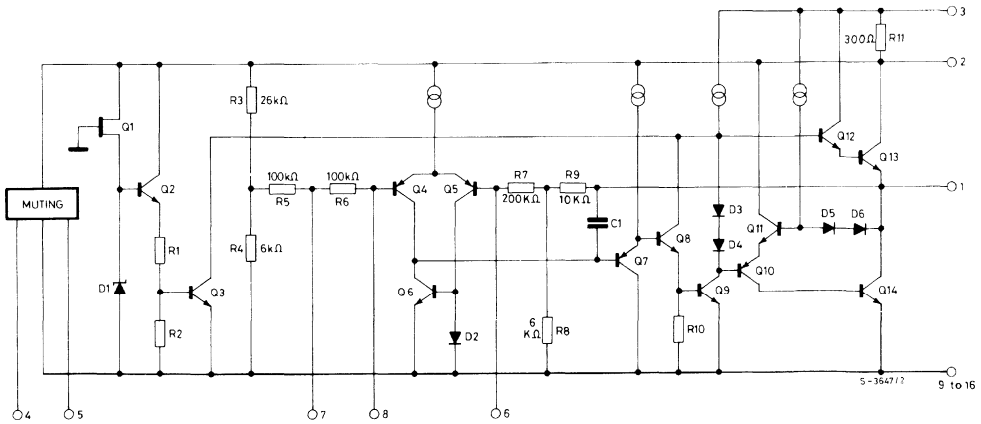 3
300Ω R11
2
R3 26kΩ
Q1
Q12
Q13
Q2
100kΩ 100kΩ
R5 R6
Q4 Q5
R7 R9
200KΩ 10KΩ
1
MUTING
C1
D3
D5 D6
R1
R4 6kΩ
Q8
D4
Q11
Q7
Q10
D1
Q3
Q6
Q9
Q14
R2
D2
6
KΩ R8
R10
S-3647/2
9 to 16
4 5 7 8 6